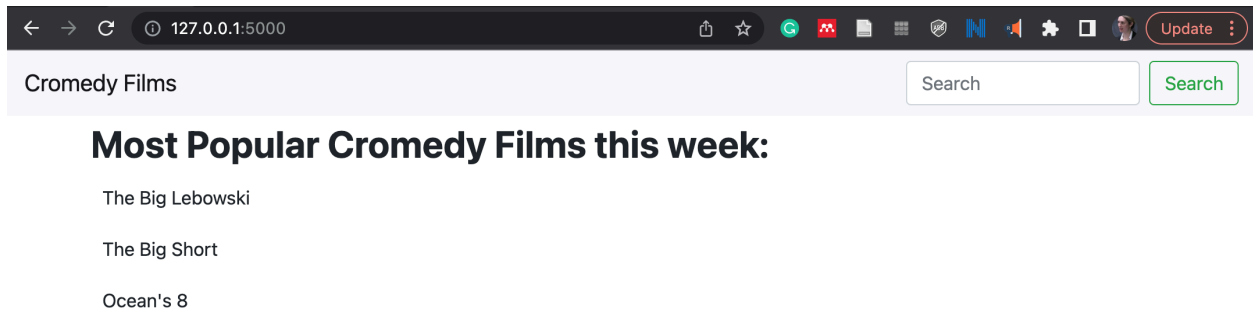 127.0.0.1:5000
Update
Cromedy Films
Search
Search
Most Popular Cromedy Films this week:
The Big Lebowski
The Big Short
Ocean's 8